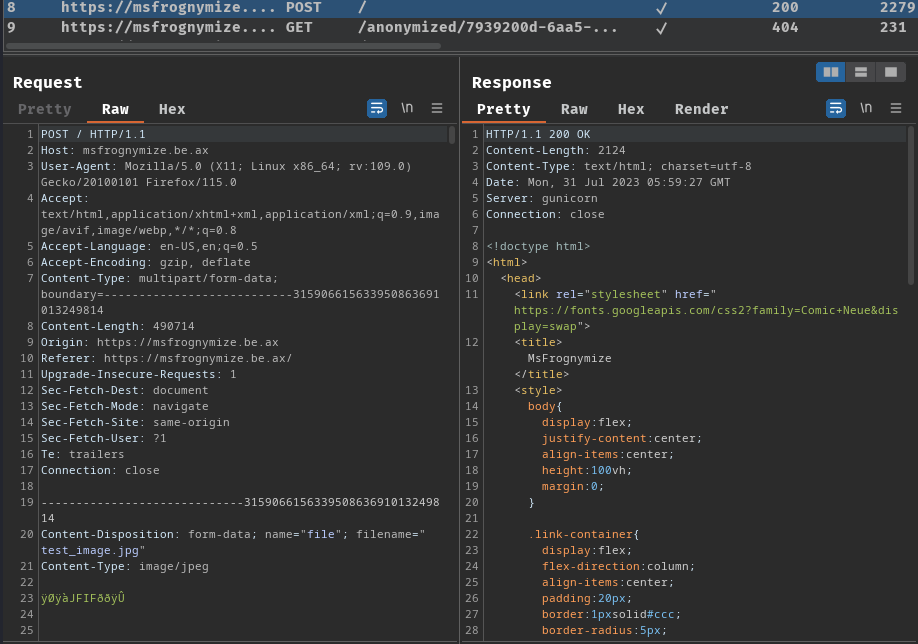 8 https://msfrognymize.... POST / ✓ 200 2279
9 https://msfrognymize.... GET /anonymized/7939200d-6aa5-... ✓ 404 231
Request
Pretty Raw Hex \n
1 POST / HTTP/1.1
2 Host: msfrognymize.be.ax
3 User-Agent: Mozilla/5.0 (X11; Linux x86_64; rv:109.0)
Gecko/20100101 Firefox/115.0
4 Accept:
text/html,application/xhtml+xml,application/xml;q=0.9,ima
ge/avif,image/webp,*/*;q=0.8
5 Accept-Language: en-US,en;q=0.5
6 Accept-Encoding: gzip, deflate
7 Content-Type: multipart/form-data;
boundary=---------------------------315906615633950863691
013249814
8 Content-Length: 490714
9 Origin: https://msfrognymize.be.ax
10 Referer: https://msfrognymize.be.ax/
11 Upgrade-Insecure-Requests: 1
12 Sec-Fetch-Dest: document
13 Sec-Fetch-Mode: navigate
14 Sec-Fetch-Site: same-origin
15 Sec-Fetch-User: ?1
16 Te: trailers
17 Connection: close
18
19 -----------------------------3159066156339508636910132498
14
20 Content-Disposition: form-data; name="file"; filename="
test_image.jpg"
21 Content-Type: image/jpeg
22
23 ÿØÿàJFIFððÿÛ
24
25
Response
Pretty Raw Hex Render \n
1 HTTP/1.1 200 OK
2 Content-Length: 2124
3 Content-Type: text/html; charset=utf-8
4 Date: Mon, 31 Jul 2023 05:59:27 GMT
5 Server: gunicorn
6 Connection: close
7
8 <!doctype html>
9 <html>
10 <head>
11 <link rel="stylesheet" href="
https://fonts.googleapis.com/css2?family=Comic+Neue&dis
play=swap">
12 <title>
MsFrognymize
</title>
13 <style>
14 body{
15 display:flex;
16 justify-content:center;
17 align-items:center;
18 height:100vh;
19 margin:0;
20 }
21
22 .link-container{
23 display:flex;
24 flex-direction:column;
25 align-items:center;
26 padding:20px;
27 border:1pxsolid#ccc;
28 border-radius:5px;